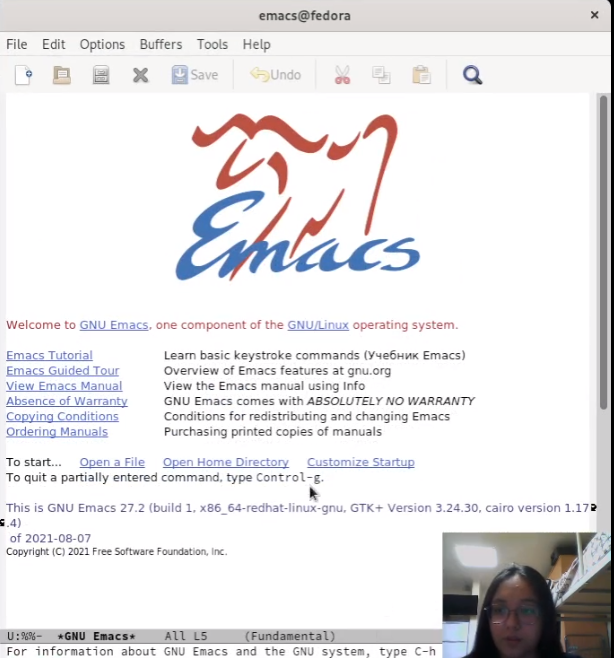 emacs@fedora
File Edit Options Buffers Tools Help
Save Undo
Emacs
Welcome to GNU Emacs, one component of the GNU/Linux operating system.
Emacs Tutorial Learn basic keystroke commands (Учебник Emacs)
Emacs Guided Tour Overview of Emacs features at gnu.org
View Emacs Manual View the Emacs manual using Info
Absence of Warranty GNU Emacs comes with ABSOLUTELY NO WARRANTY
Copying Conditions Conditions for redistributing and changing Emacs
Ordering Manuals Purchasing printed copies of manuals
To start... Open a File Open Home Directory Customize Startup
To quit a partially entered command, type Control-g.
This is GNU Emacs 27.2 (build 1, x86_64-redhat-linux-gnu, GTK+ Version 3.24.30, cairo version 1.17
.4)
of 2021-08-07
Copyright (C) 2021 Free Software Foundation, Inc.
U:%%- *GNU Emacs* All L5 (Fundamental)
For information about GNU Emacs and the GNU system, type C-h